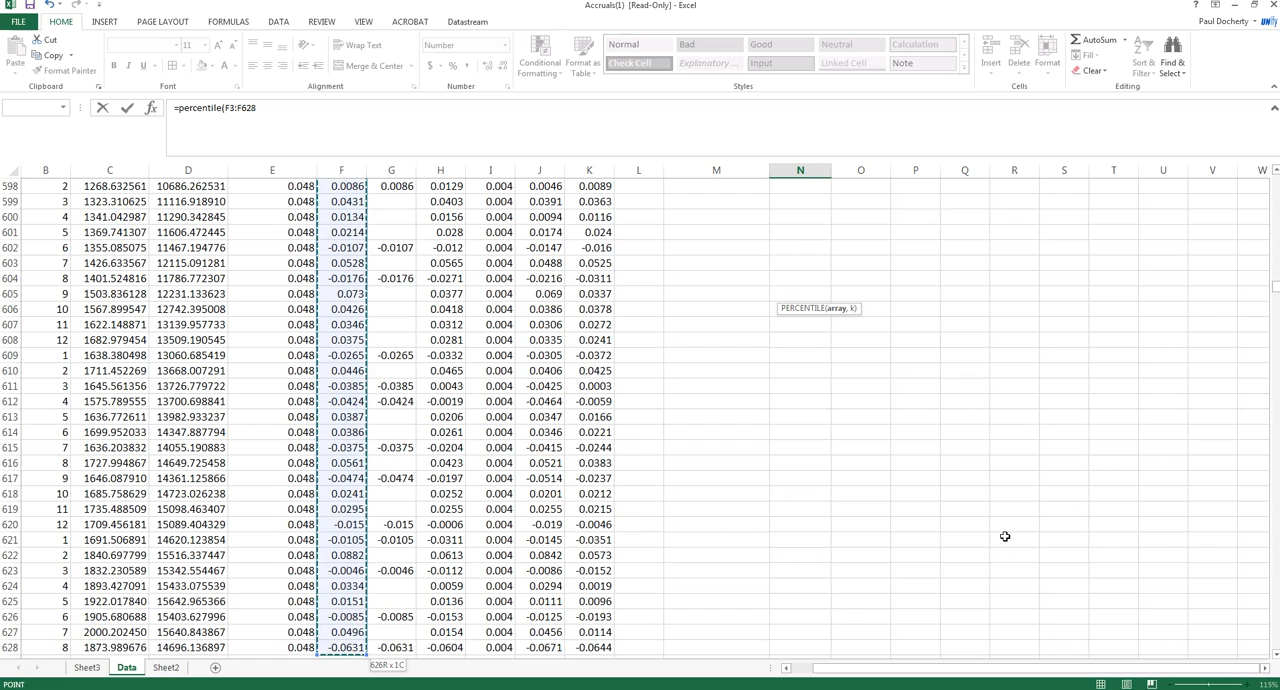 Accruals(1) [Read-Only] - Excel
FILE HOME INSERT PAGE LAYOUT FORMULAS DATA REVIEW VIEW ACROBAT Datastream Paul Docherty
Cut 11 Wrap Text Number Normal Bad Good Neutral Calculation AutoSum
Copy Fill
Paste Format Painter B I U A Merge & Center $ % Conditional Formatting Format as Table Check Cell Explanatory ... Input Linked Cell Note Insert Delete Format Clear Sort & Filter Find & Select
Clipboard Font Alignment Number Styles Cells Editing
fx =percentile(F3:F628
B C D E F G H I J K L M N O P Q R S T U V W
598 2 1268.632561 10686.262531 0.048 0.0086 0.0086 0.0129 0.004 0.0046 0.0089
599 3 1323.310625 11116.918910 0.048 0.0431 0.0403 0.004 0.0391 0.0363
600 4 1341.042987 11290.342845 0.048 0.0134 0.0156 0.004 0.0094 0.0116
601 5 1369.741307 11606.472445 0.048 0.0214 0.028 0.004 0.0174 0.024
602 6 1355.085075 11467.194776 0.048 -0.0107 -0.0107 -0.012 0.004 -0.0147 -0.016
603 7 1426.633567 12115.091281 0.048 0.0528 0.0565 0.004 0.0488 0.0525
604 8 1401.524816 11786.772307 0.048 -0.0176 -0.0176 -0.0271 0.004 -0.0216 -0.0311
605 9 1503.836128 12231.133623 0.048 0.073 0.0377 0.004 0.069 0.0337
606 10 1567.899547 12742.395008 0.048 0.0426 0.0418 0.004 0.0386 0.0378
PERCENTILE(array, k)
607 11 1622.148871 13139.957733 0.048 0.0346 0.0312 0.004 0.0306 0.0272
608 12 1682.979454 13509.190545 0.048 0.0375 0.0281 0.004 0.0335 0.0241
609 1 1638.380498 13060.685419 0.048 -0.0265 -0.0265 -0.0332 0.004 -0.0305 -0.0372
610 2 1711.452269 13668.007291 0.048 0.0446 0.0465 0.004 0.0406 0.0425
611 3 1645.561356 13726.779722 0.048 -0.0385 -0.0385 0.0043 0.004 -0.0425 0.0003
612 4 1575.789555 13700.698841 0.048 -0.0424 -0.0424 -0.0019 0.004 -0.0464 -0.0059
613 5 1636.772611 13982.933237 0.048 0.0387 0.0206 0.004 0.0347 0.0166
614 6 1699.952033 14347.887794 0.048 0.0386 0.0261 0.004 0.0346 0.0221
615 7 1636.203832 14055.190883 0.048 -0.0375 -0.0375 -0.0204 0.004 -0.0415 -0.0244
616 8 1727.994867 14649.725458 0.048 0.0561 0.0423 0.004 0.0521 0.0383
617 9 1646.087910 14361.125866 0.048 -0.0474 -0.0474 -0.0197 0.004 -0.0514 -0.0237
618 10 1685.758629 14723.026238 0.048 0.0241 0.0252 0.004 0.0201 0.0212
619 11 1735.488509 15098.463407 0.048 0.0295 0.0255 0.004 0.0255 0.0215
620 12 1709.456181 15089.404329 0.048 -0.015 -0.015 -0.0006 0.004 -0.019 -0.0046
621 1 1691.506891 14620.123854 0.048 -0.0105 -0.0105 -0.0311 0.004 -0.0145 -0.0351
622 2 1840.697799 15516.337447 0.048 0.0882 0.0613 0.004 0.0842 0.0573
623 3 1832.230589 15342.554467 0.048 -0.0046 -0.0046 -0.0112 0.004 -0.0086 -0.0152
624 4 1893.427091 15433.075539 0.048 0.0334 0.0059 0.004 0.0294 0.0019
625 5 1922.017840 15642.965366 0.048 0.0151 0.0136 0.004 0.0111 0.0096
626 6 1905.680688 15403.627996 0.048 -0.0085 -0.0085 -0.0153 0.004 -0.0125 -0.0193
627 7 2000.202450 15640.843867 0.048 0.0496 0.0154 0.004 0.0456 0.0114
628 8 1873.989676 14696.136897 0.048 -0.0631 -0.0631 -0.0604 0.004 -0.0671 -0.0644
626R x 1C
Sheet3 Data Sheet2
POINT 115%